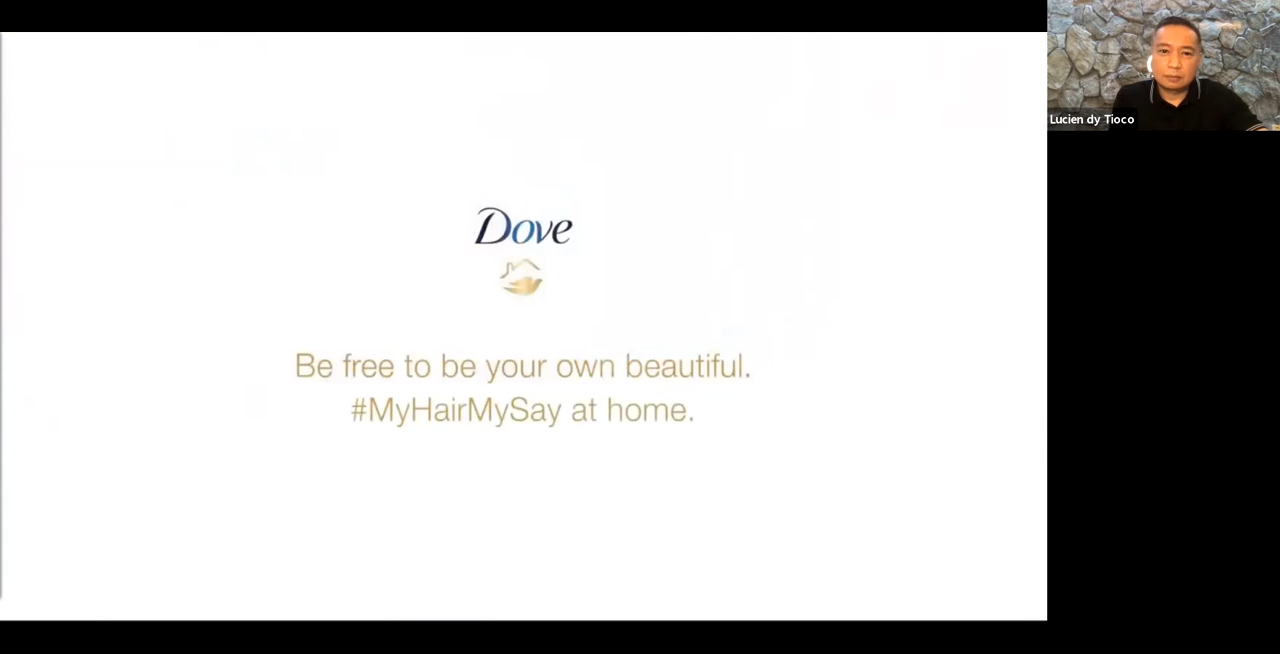 Dove
Be free to be your own beautiful.
#MyHairMySay at home.
Lucien dy Tioco